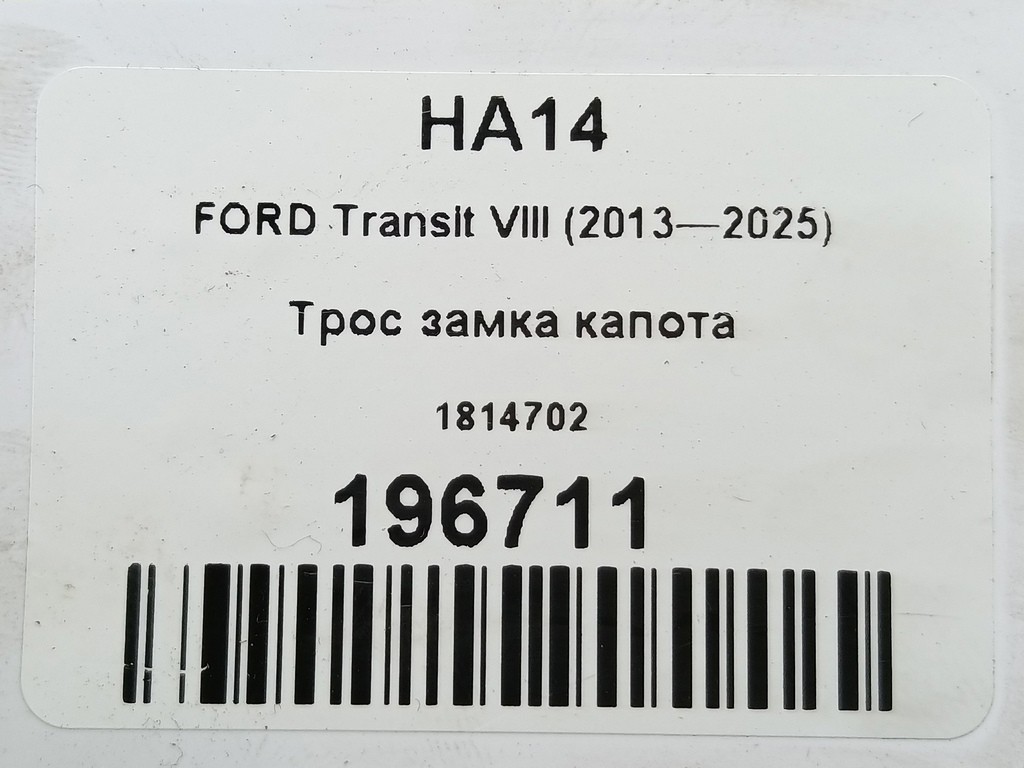 HA14
FORD Transit VIII (2013—2025)
Трос замка капота
1814702
196711